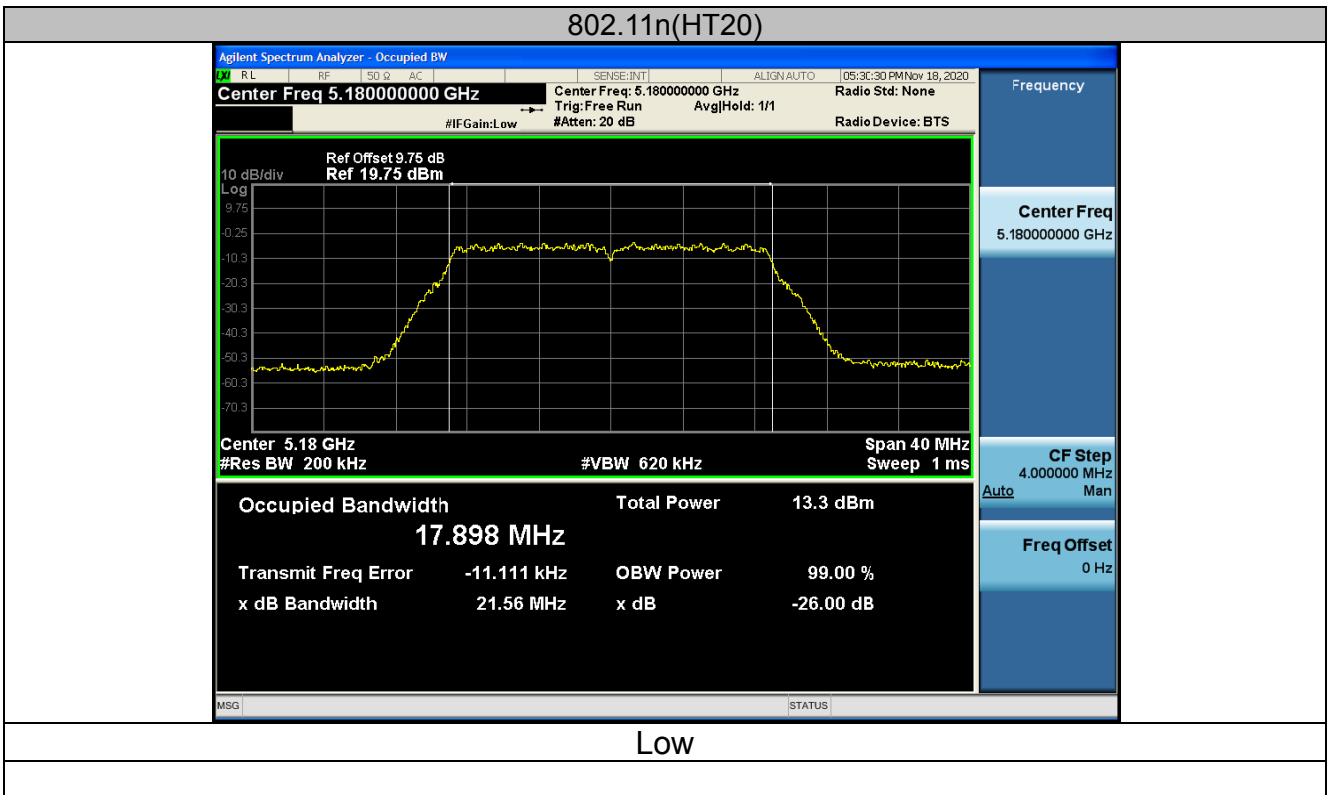 802.11n(HT20)
Agilent Spectrum Analyzer - Occupied BW
LXI RL RF 50 Ω AC SENSE:INT ALIGN AUTO 05:30:30 PM Nov 18, 2020
Center Freq 5.180000000 GHz
Center Freq: 5.180000000 GHz
Radio Std: None
Trig:Free Run Avg|Hold: 1/1
#IFGain:Low
#Atten: 20 dB
Radio Device: BTS
Frequency
Ref Offset 9.75 dB
10 dB/div Ref 19.75 dBm
Log
9.75
-0.25
-10.3
-20.3
-30.3
-40.3
-50.3
-60.3
-70.3
Center 5.18 GHz Span 40 MHz
#Res BW 200 kHz #VBW 620 kHz Sweep 1 ms
Center Freq
5.180000000 GHz
CF Step
4.000000 MHz
Auto Man
Freq Offset
0 Hz
Occupied Bandwidth Total Power 13.3 dBm
17.898 MHz
Transmit Freq Error -11.111 kHz OBW Power 99.00 %
x dB Bandwidth 21.56 MHz x dB -26.00 dB
MSG STATUS
Low